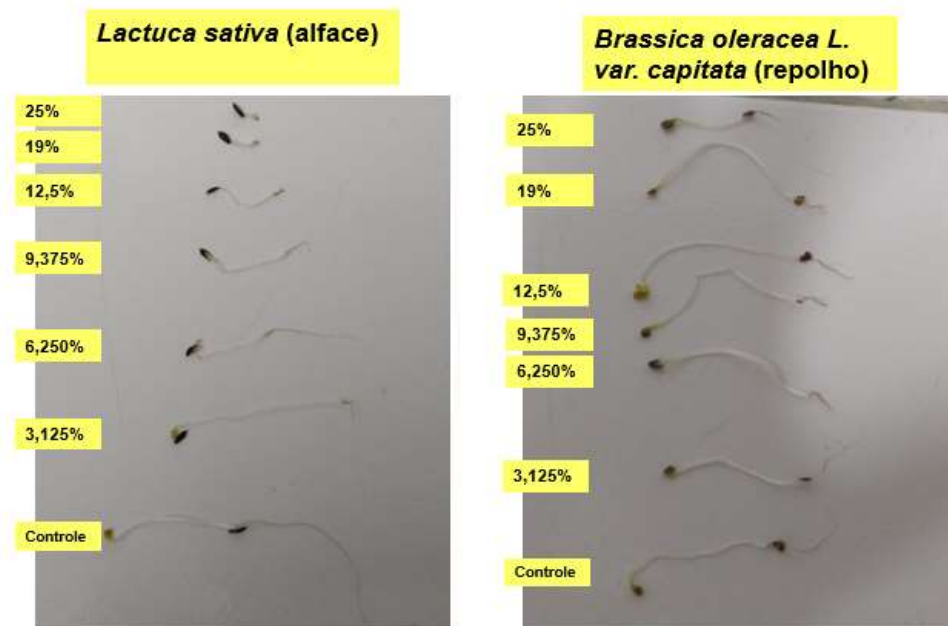 Lactuca sativa (alface)
25%
19%
12,5%
9,375%
6,250%
3,125%
Controle
Brassica oleracea L.
var. capitata (repolho)
25%
19%
12,5%
9,375%
6,250%
3,125%
Controle